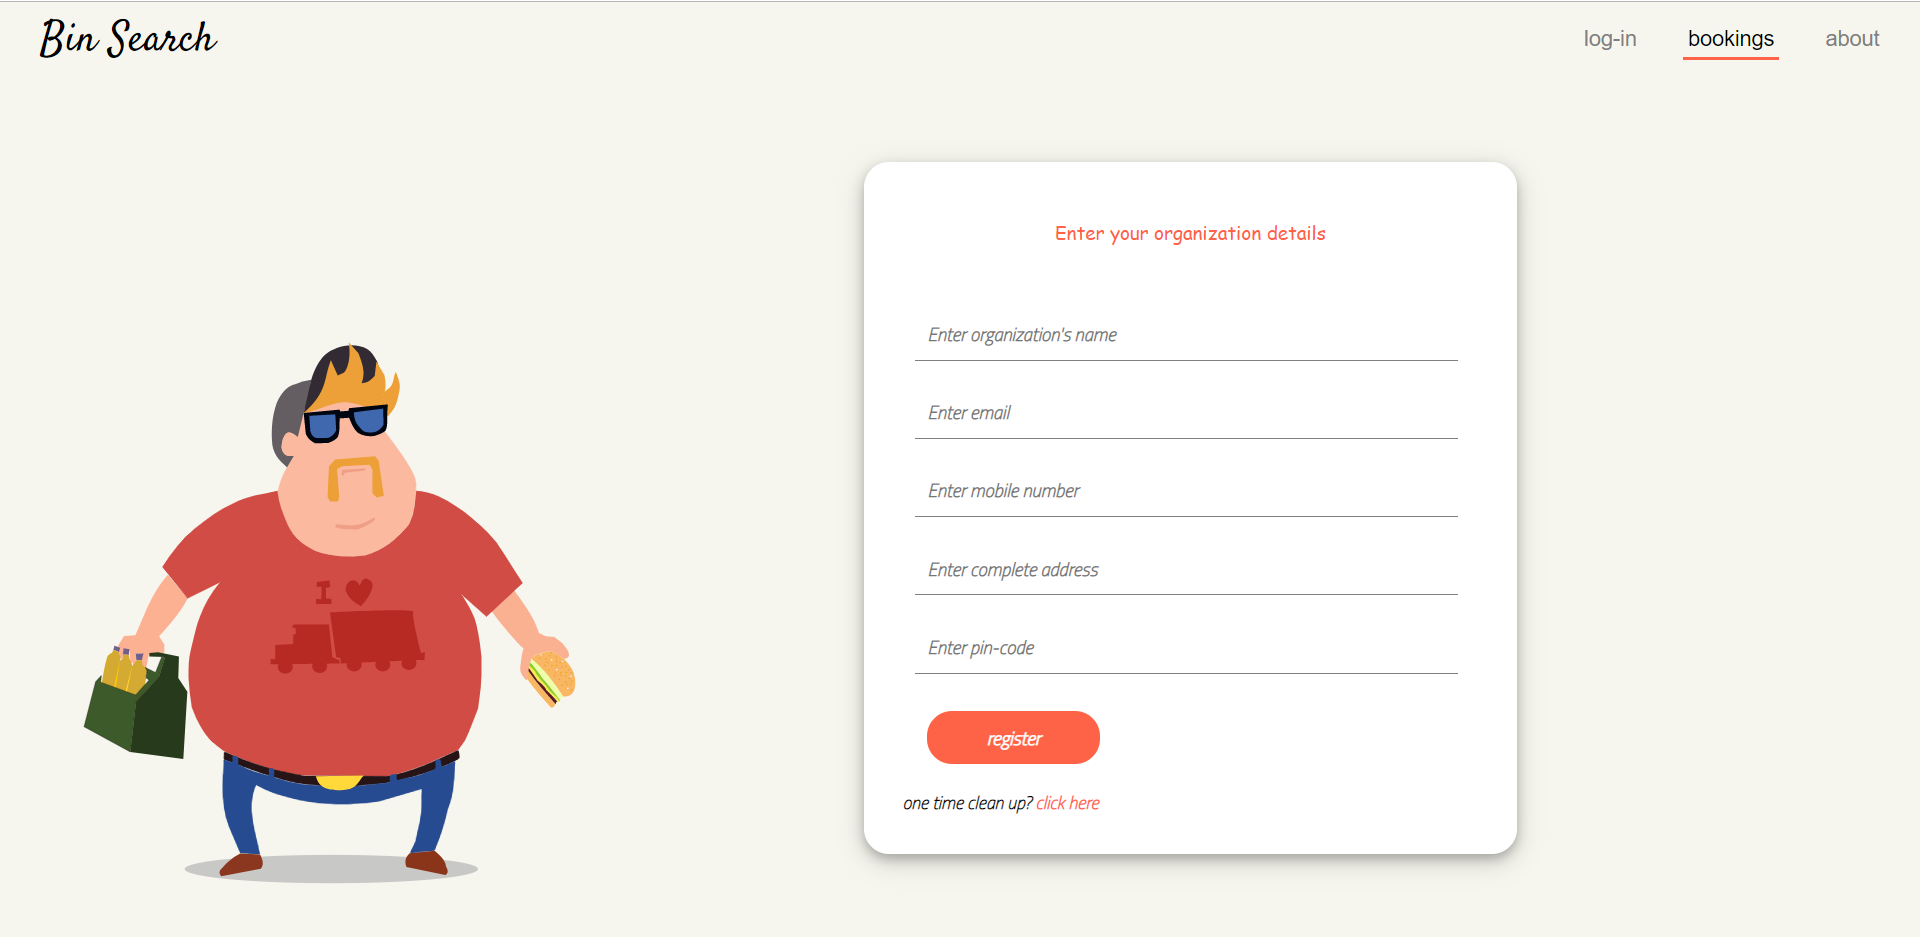 Bin Search
log-in bookings about
Enter your organization details
Enter organization's name
Enter email
Enter mobile number
Enter complete address
Enter pin-code
register
one time clean up? click here
I